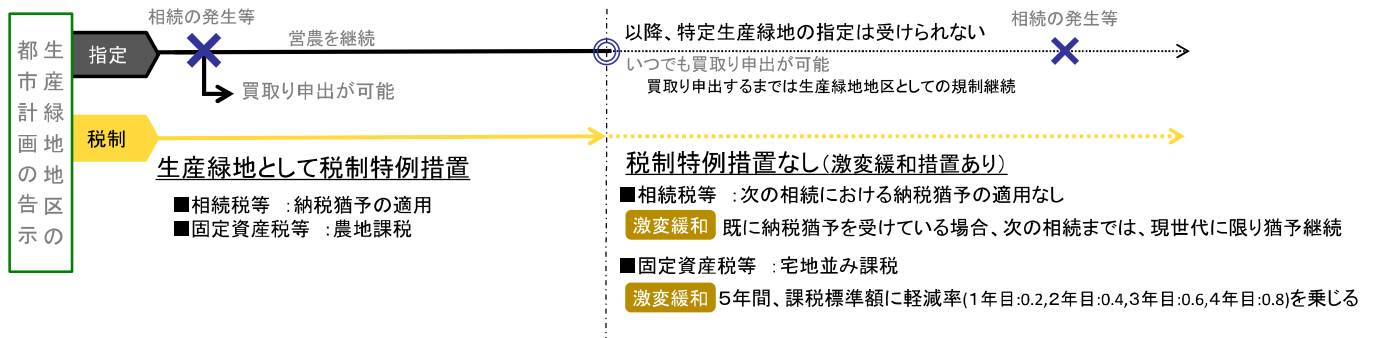 生産緑地地区の
都市計画の告示
相続の発生等
指定
営農を継続
買取り申出が可能
以降、特定生産緑地の指定は受けられない
相続の発生等
いつでも買取り申出が可能
買取り申出するまでは生産緑地地区としての規制継続
税制
生産緑地として税制特例措置
■相続税等 :納税猶予の適用
■固定資産税等 :農地課税
税制特例措置なし(激変緩和措置あり)
■相続税等 :次の相続における納税猶予の適用なし
激変緩和 既に納税猶予を受けている場合、次の相続までは、現世代に限り猶予継続
■固定資産税等 :宅地並み課税
激変緩和 5年間、課税標準額に軽減率(1年目:0.2,2年目:0.4,3年目:0.6,4年目:0.8)を乗じる